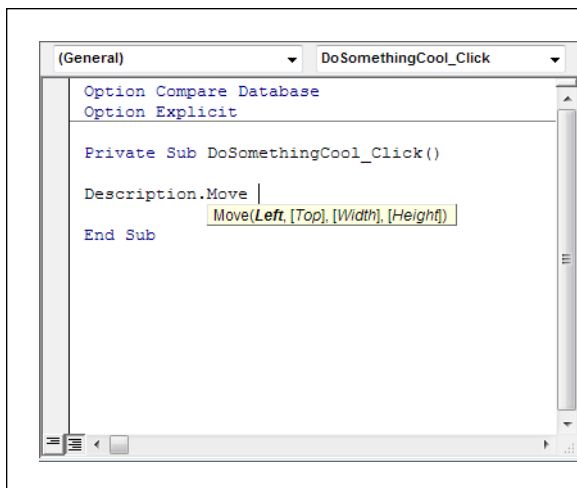 (General) DoSomethingCool_Click
Option Compare Database
Option Explicit
Private Sub DoSomethingCool_Click()
Description.Move
Move(Left, [Top], [Width], [Height])
End Sub